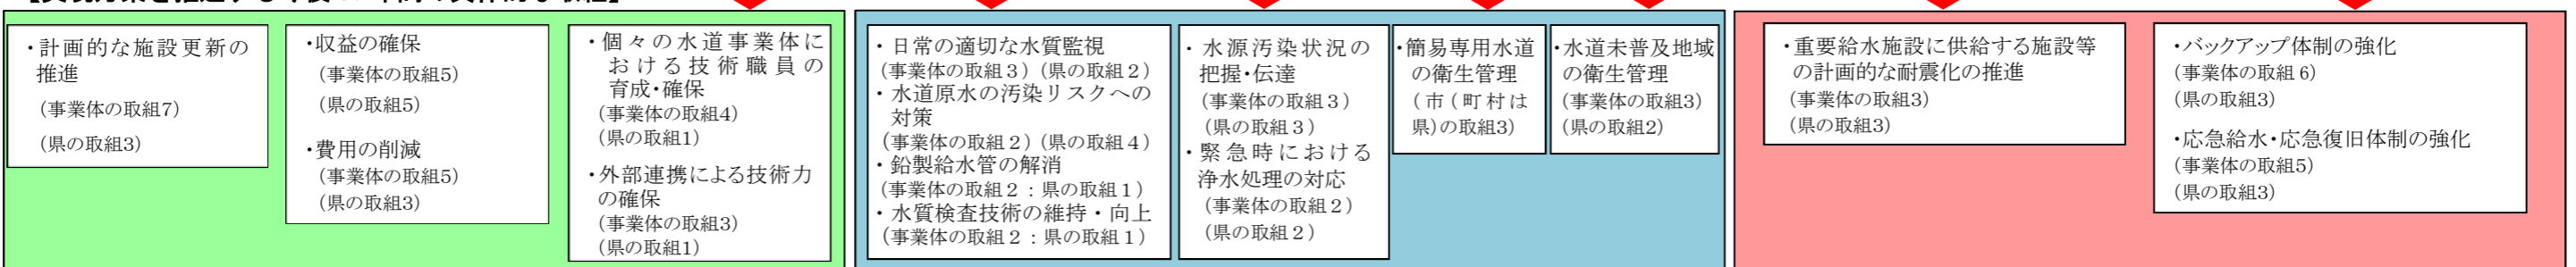 ・計画的な施設更新の
推進
（事業体の取組7）
（県の取組3）
・収益の確保
（事業体の取組5）
（県の取組5）
・費用の削減
（事業体の取組5）
（県の取組3）
・個々の水道事業体に
おける技術職員の
育成・確保
（事業体の取組4）
（県の取組1）
・外部連携による技術力
の確保
（事業体の取組3）
（県の取組1）
・日常の適切な水質監視
（事業体の取組３）（県の取組２）
・水道原水の汚染リスクへの
対策
（事業体の取組２）（県の取組４）
・鉛製給水管の解消
（事業体の取組２：県の取組１）
・水質検査技術の維持・向上
（事業体の取組２：県の取組１）
・水源汚染状況の
把握・伝達
（事業体の取組３）
（県の取組３）
・緊急時における
浄水処理の対応
（事業体の取組２）
（県の取組２）
・簡易専用水道
の衛生管理
（市（町村は
県）の取組3）
・水道未普及地域
の衛生管理
（事業体の取組3）
（県の取組2）
・重要給水施設に供給する施設等
の計画的な耐震化の推進
（事業体の取組3）
（県の取組3）
・バックアップ体制の強化
（事業体の取組 6）
（県の取組3）
・応急給水・応急復旧体制の強化
（事業体の取組5）
（県の取組3）